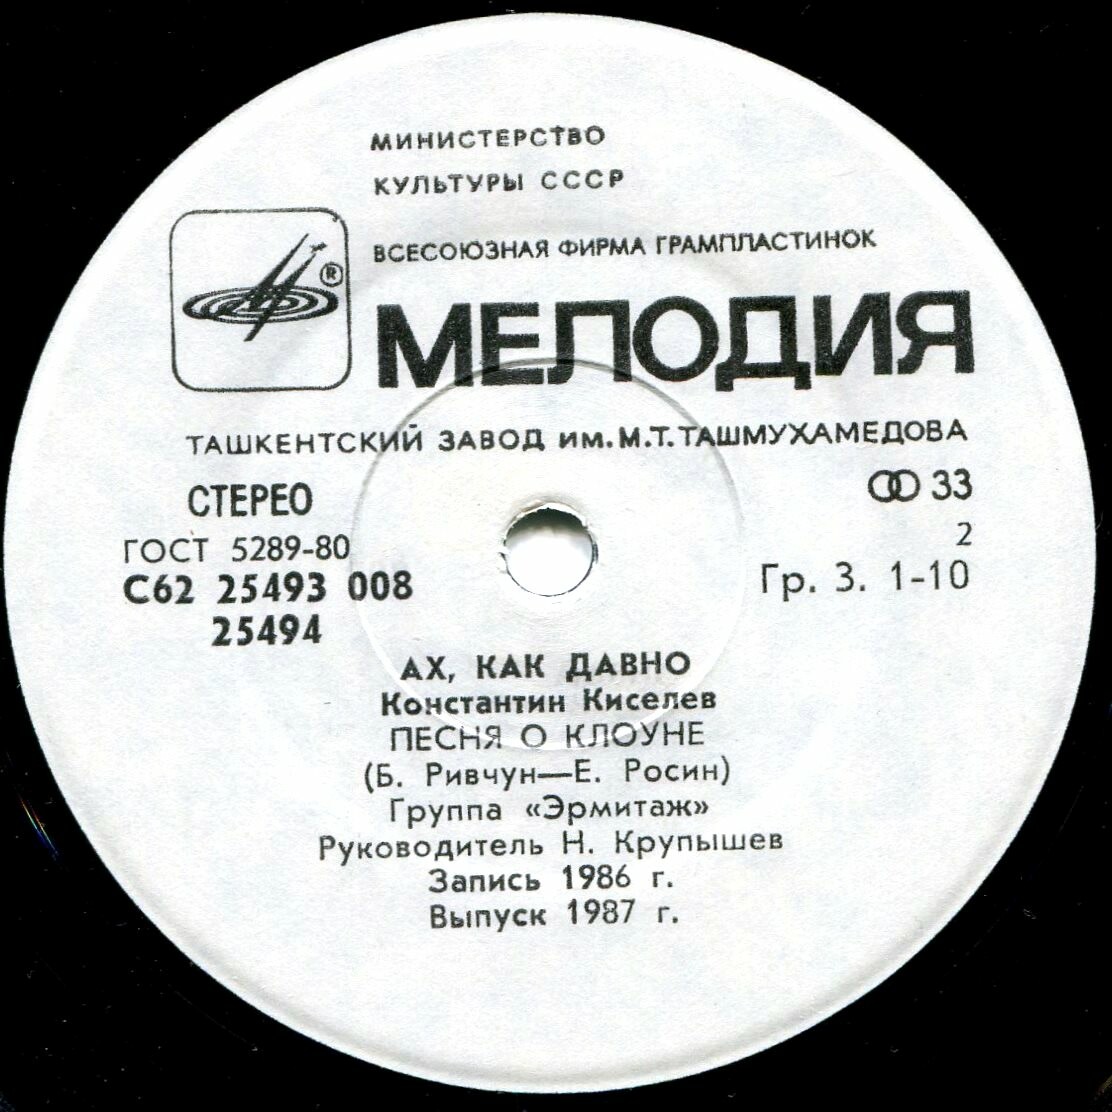 МИНИСТЕРСТВО
КУЛЬТУРЫ СССР
ВСЕСОЮЗНАЯ ФИРМА ГРАМПЛАСТИНОК
®
МЕЛОДИЯ
ТАШКЕНТСКИЙ ЗАВОД им. М.Т. ТАШМУХАМЕДОВА
СТЕРЕО
33
ГОСТ 5289-80
2
С62 25493 008
Гр. 3. 1-10
25494
АХ, КАК ДАВНО
Константин Киселев
ПЕСНЯ О КЛОУНЕ
(Б. Ривчун—Е. Росин)
Группа «Эрмитаж»
Руководитель Н. Крупышев
Запись 1986 г.
Выпуск 1987 г.